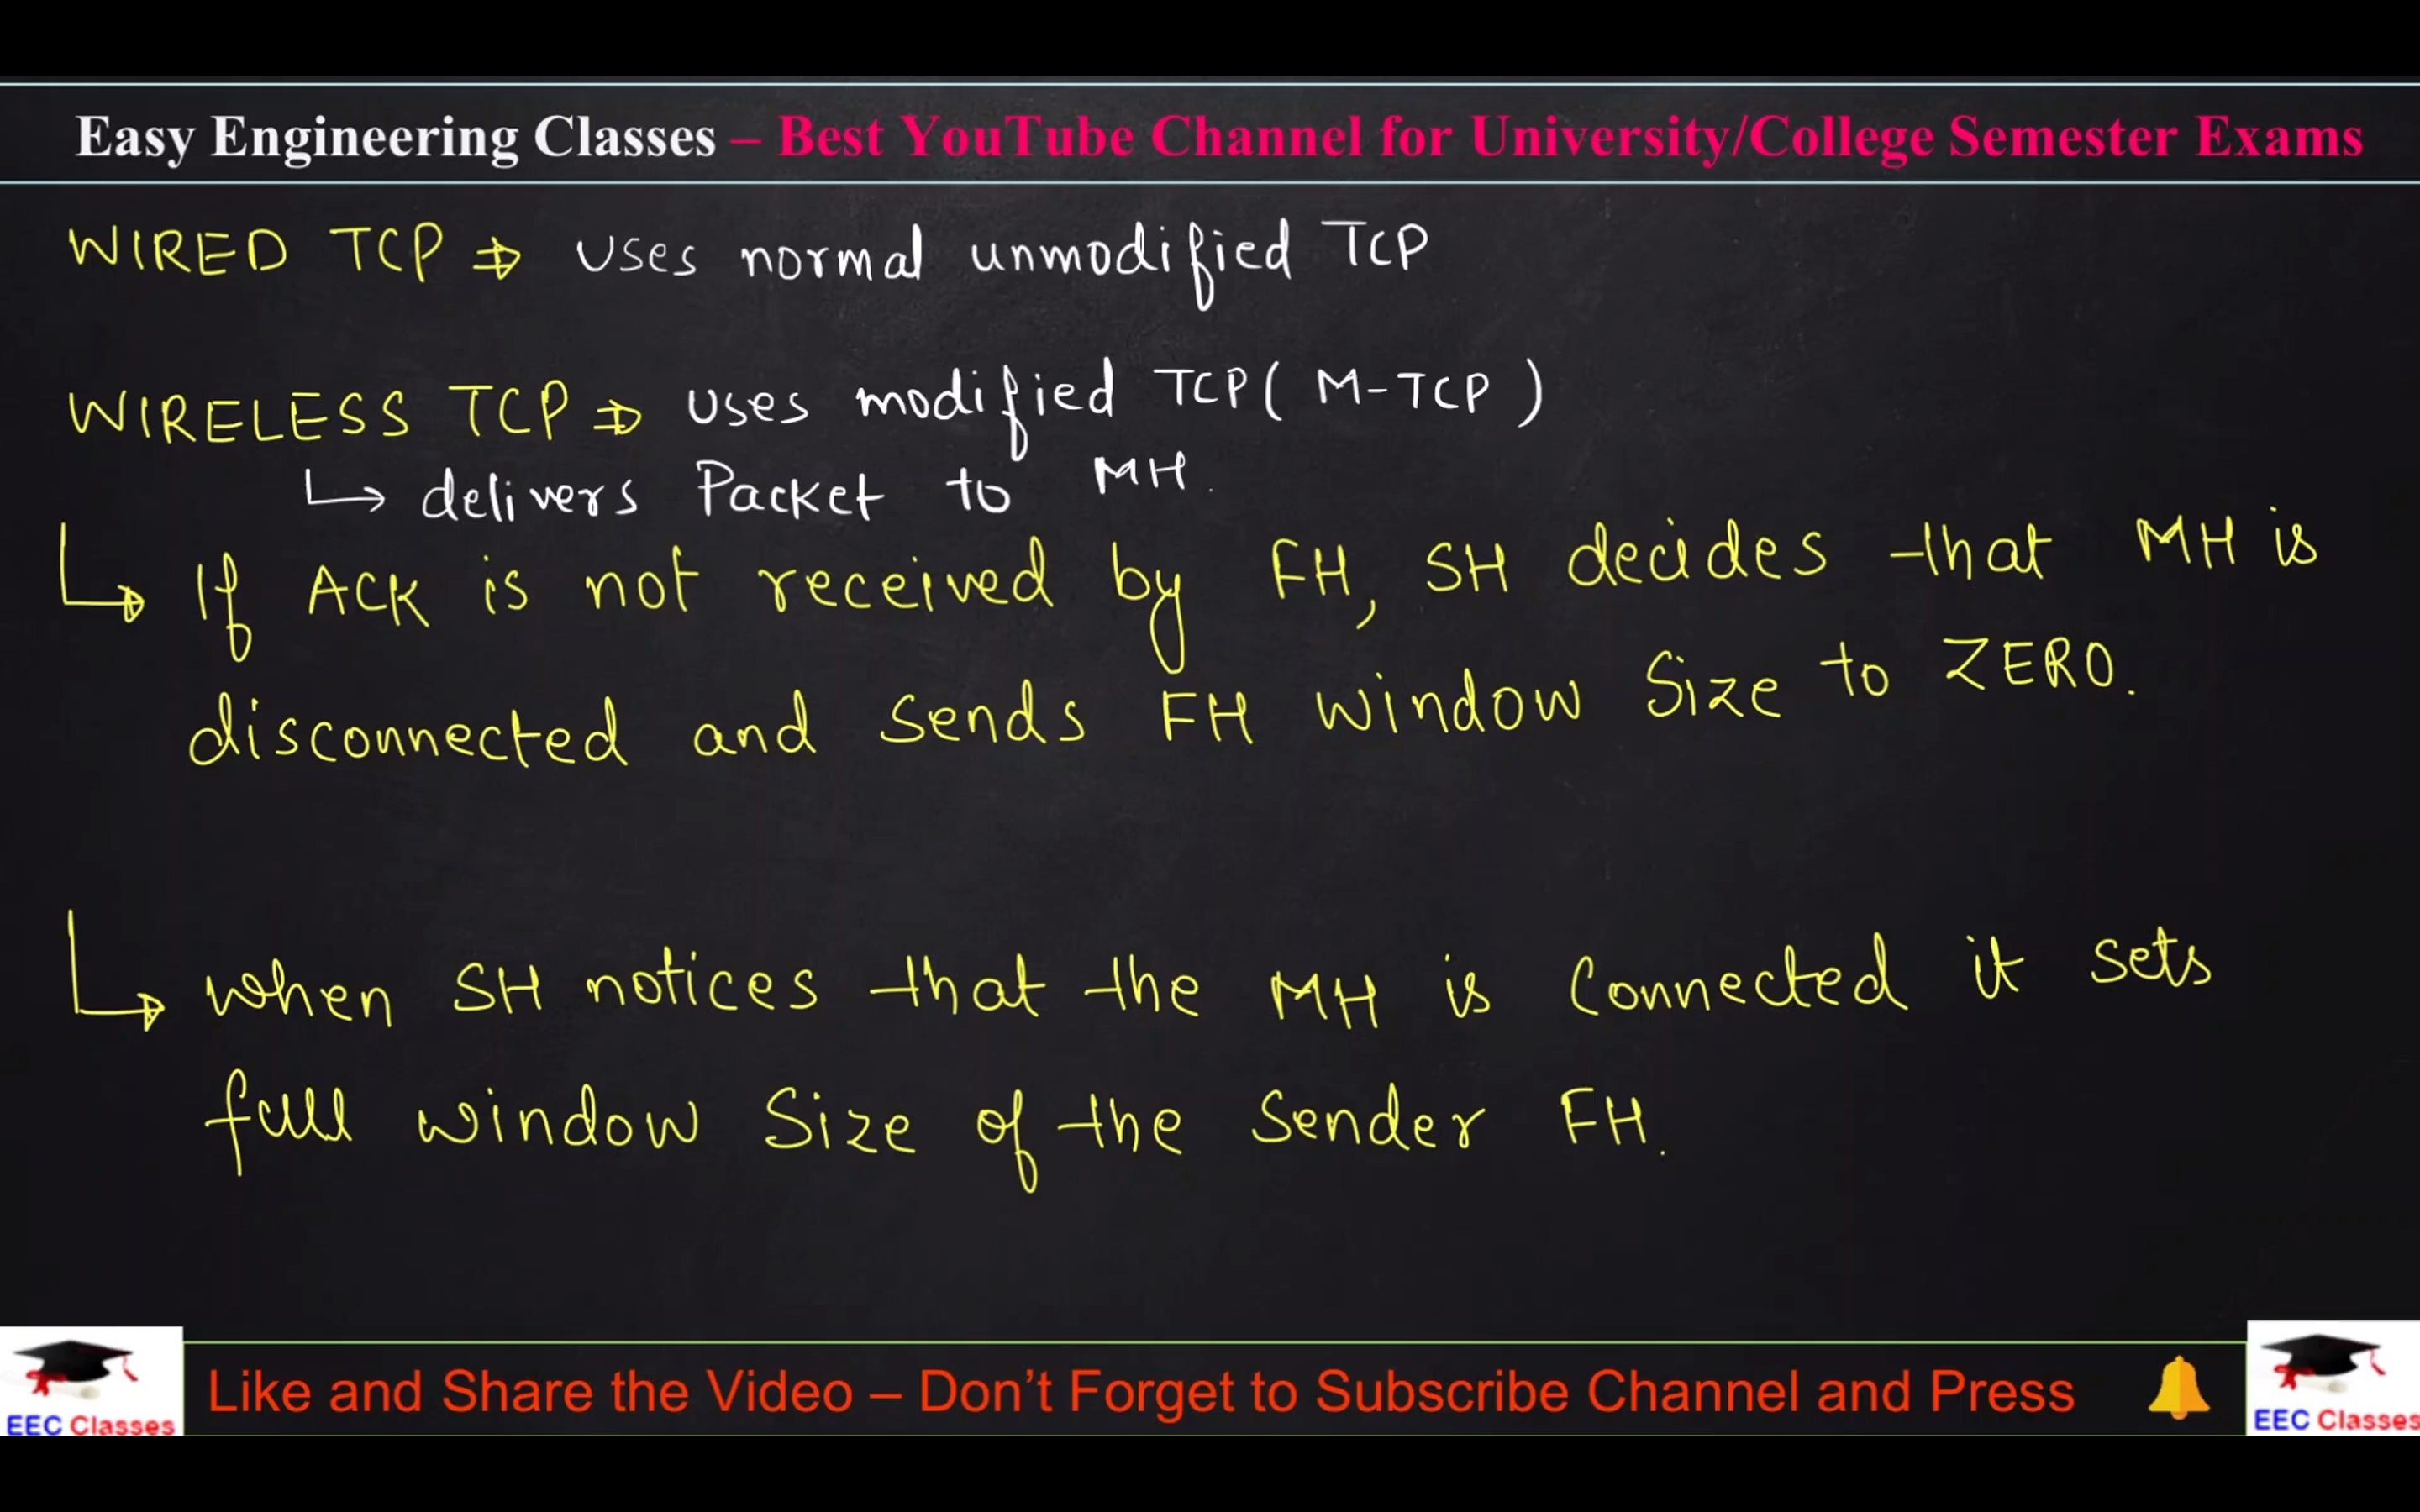 Easy Engineering Classes – Best YouTube Channel for University/College Semester Exams
WIRED TCP ⇒ Uses normal unmodified TCP
WIRELESS TCP ⇒ Uses modified TCP ( M-TCP )
↳ delivers Packet to MH.
↳ If ACK is not received by FH, SH decides that MH is
disconnected and sends FH window Size to ZERO.
↳ when SH notices that the MH is Connected it sets
full window Size of the Sender FH.
Like and Share the Video – Don't Forget to Subscribe Channel and Press
EEC Classes
EEC Classes